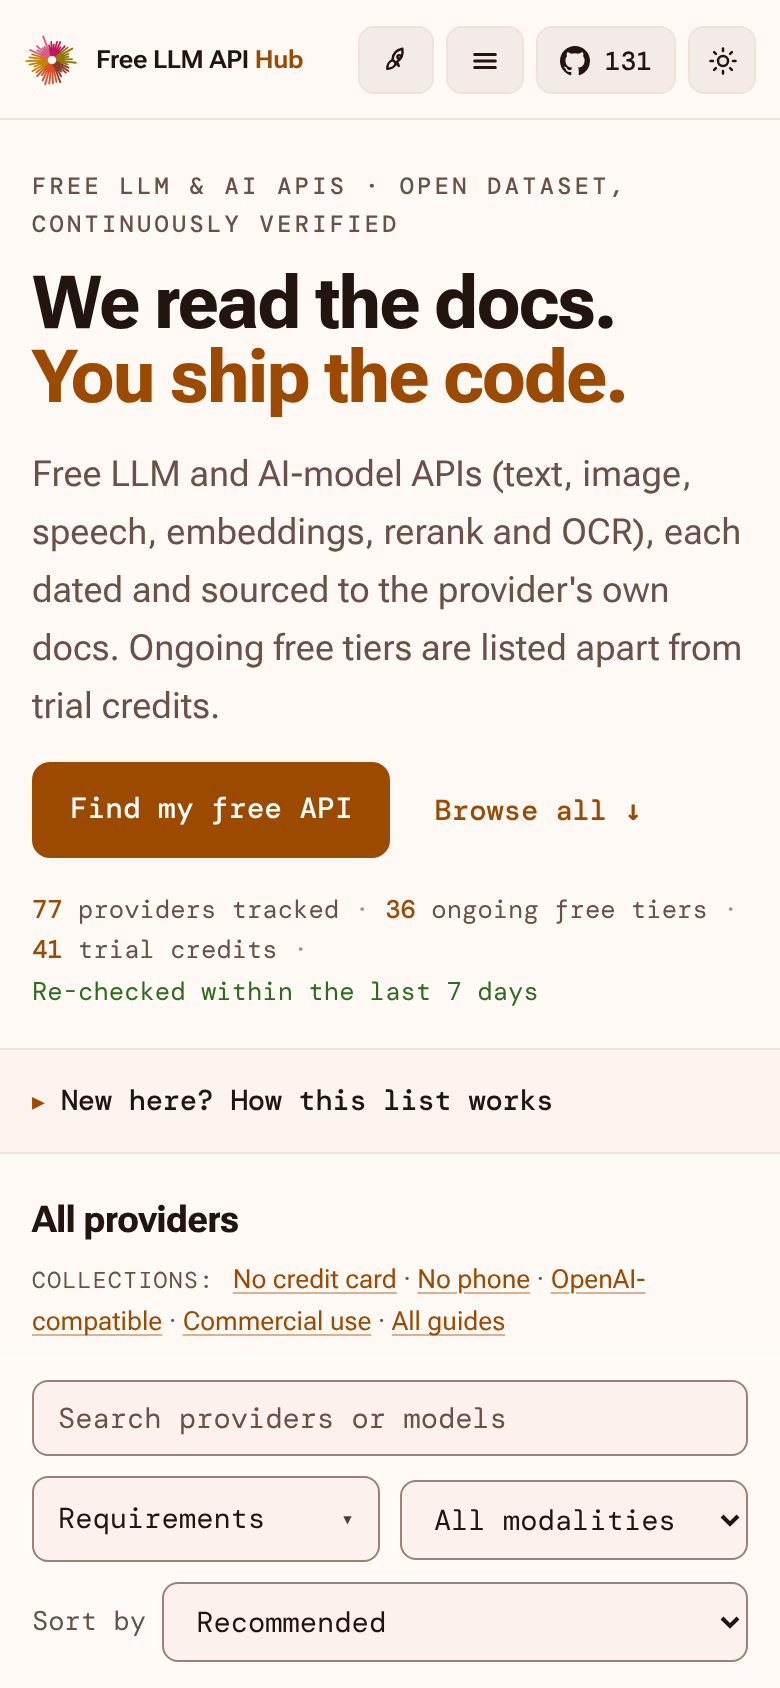 Free LLM API Hub
131
FREE LLM & AI APIS · OPEN DATASET,
CONTINUOUSLY VERIFIED
We read the docs.
You ship the code.
Free LLM and AI-model APIs (text, image,
speech, embeddings, rerank and OCR), each
dated and sourced to the provider's own
docs. Ongoing free tiers are listed apart from
trial credits.
Find my free API
Browse all ↓
77 providers tracked · 36 ongoing free tiers ·
41 trial credits ·
Re-checked within the last 7 days
▸ New here? How this list works
All providers
COLLECTIONS: No credit card · No phone · OpenAI-
compatible · Commercial use · All guides
Search providers or models
Requirements ▾
All modalities
Sort by Recommended